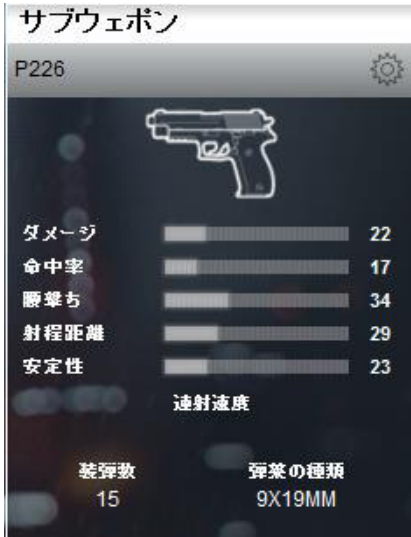 サブウェポン
P226
ダメージ 22
命中率 17
腰撃ち 34
射程距離 29
安定性 23
連射速度
装弾数 弾薬の種類
15 9X19MM